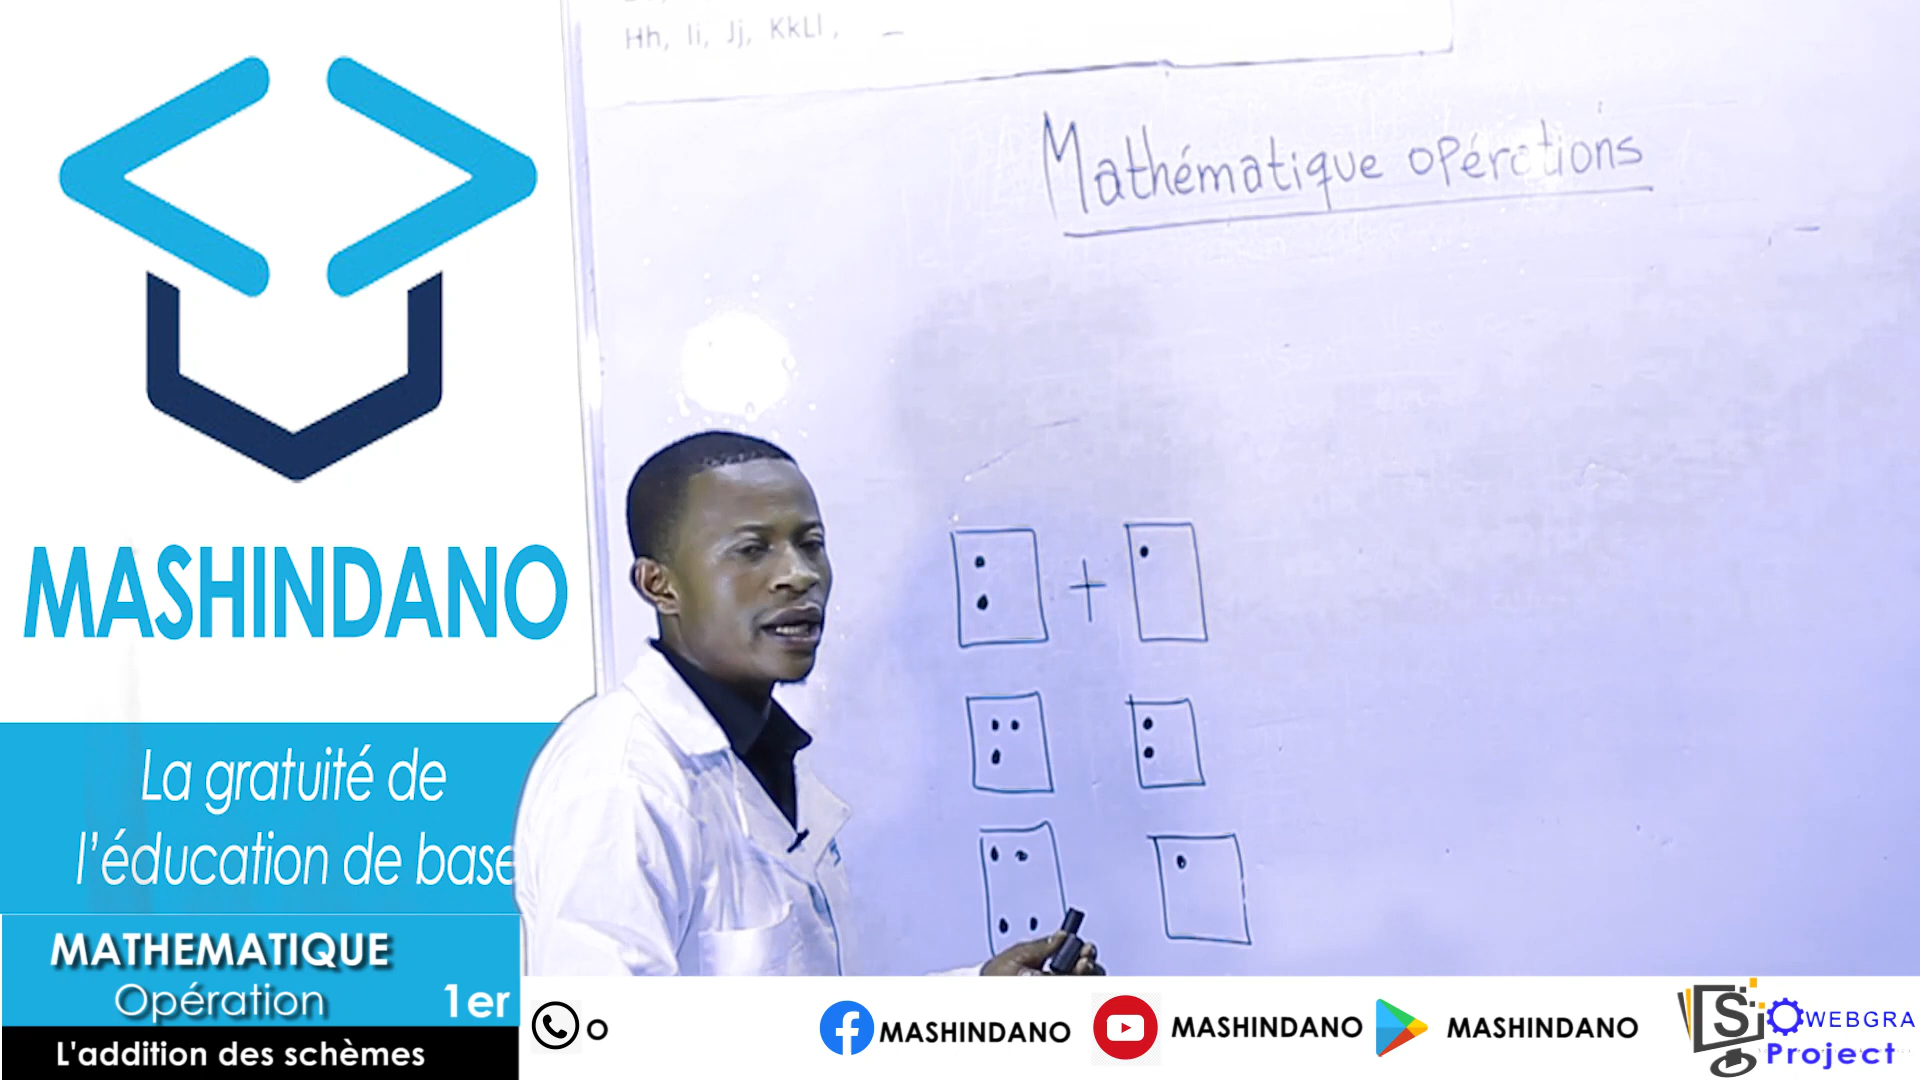 Hh, Ii, Jj, KkLl, _
Mathématique opérations
+
MASHINDANO
La gratuité de
l'éducation de base
MATHEMATIQUE
Opération 1er
L'addition des schèmes
O
MASHINDANO
MASHINDANO
MASHINDANO
S
WEBGRA
Project